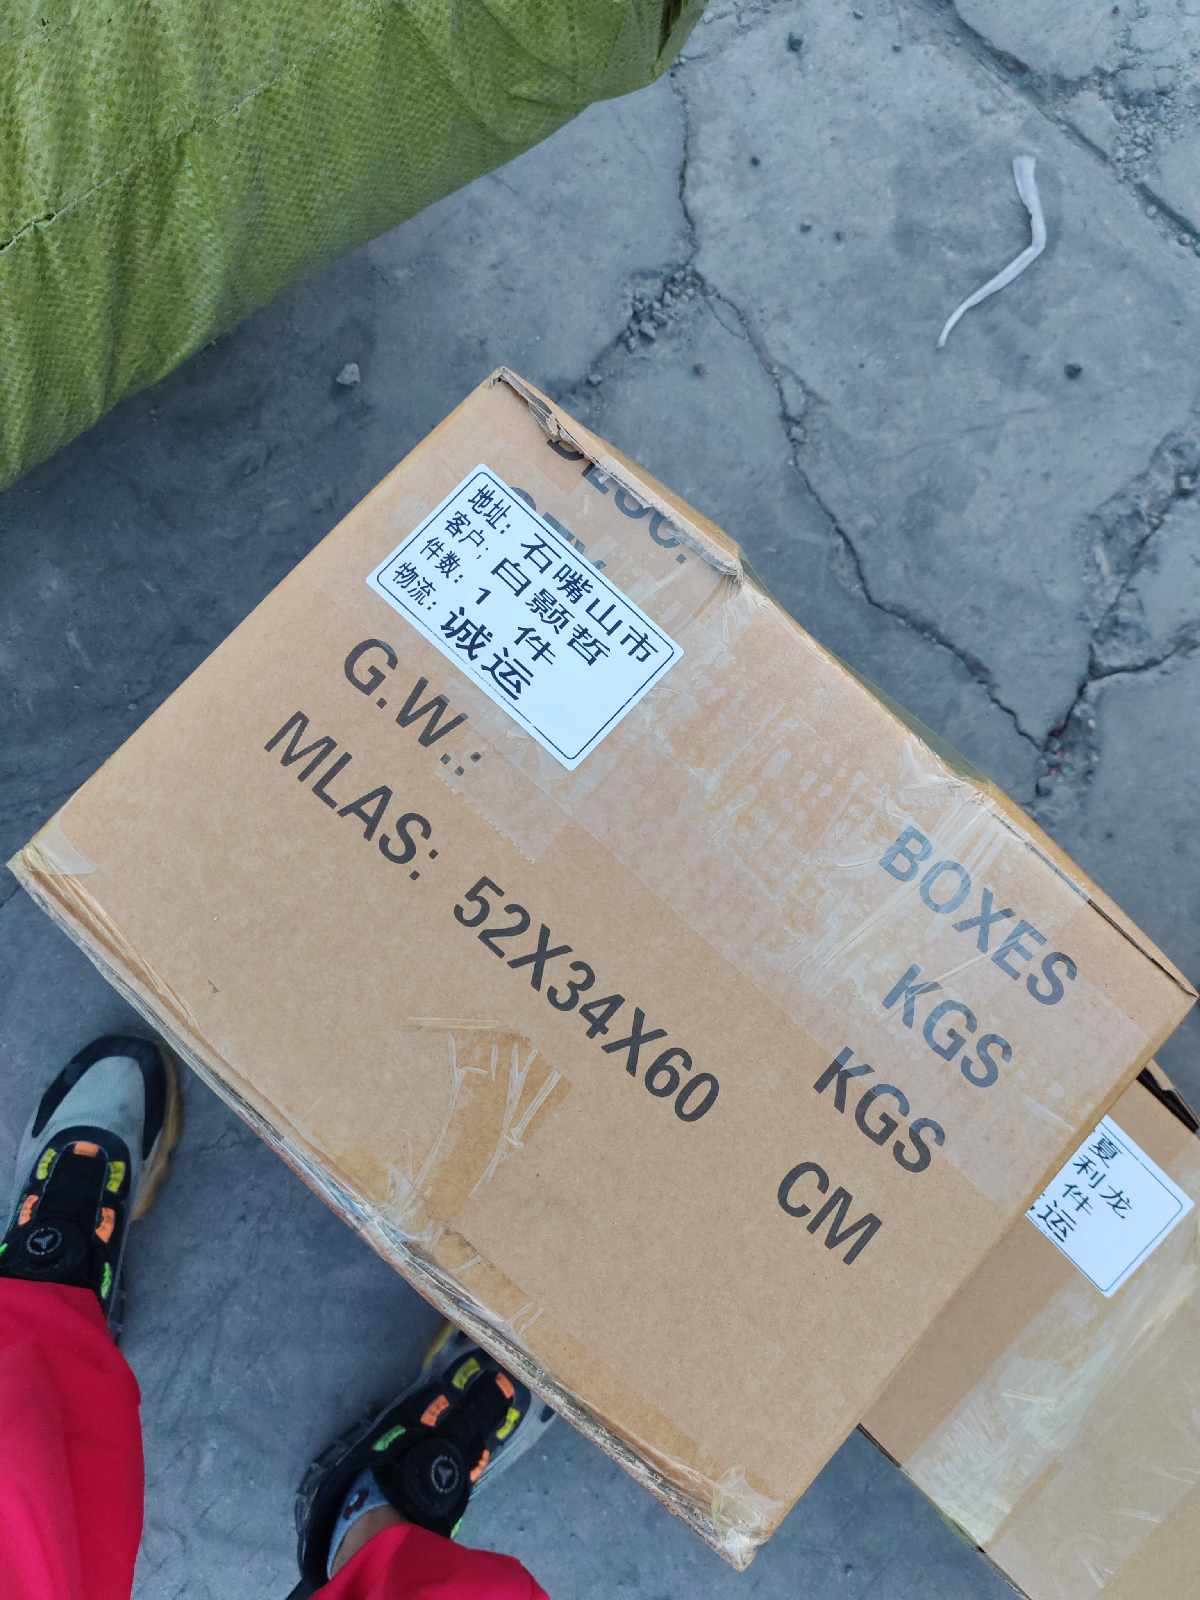 地址：石嘴山市
客户：白颢哲
件数：1 件
物流：诚运
BOXES
KGS
G.W.: KGS
MLAS: 52X34X60 CM
夏
利龙
件
运